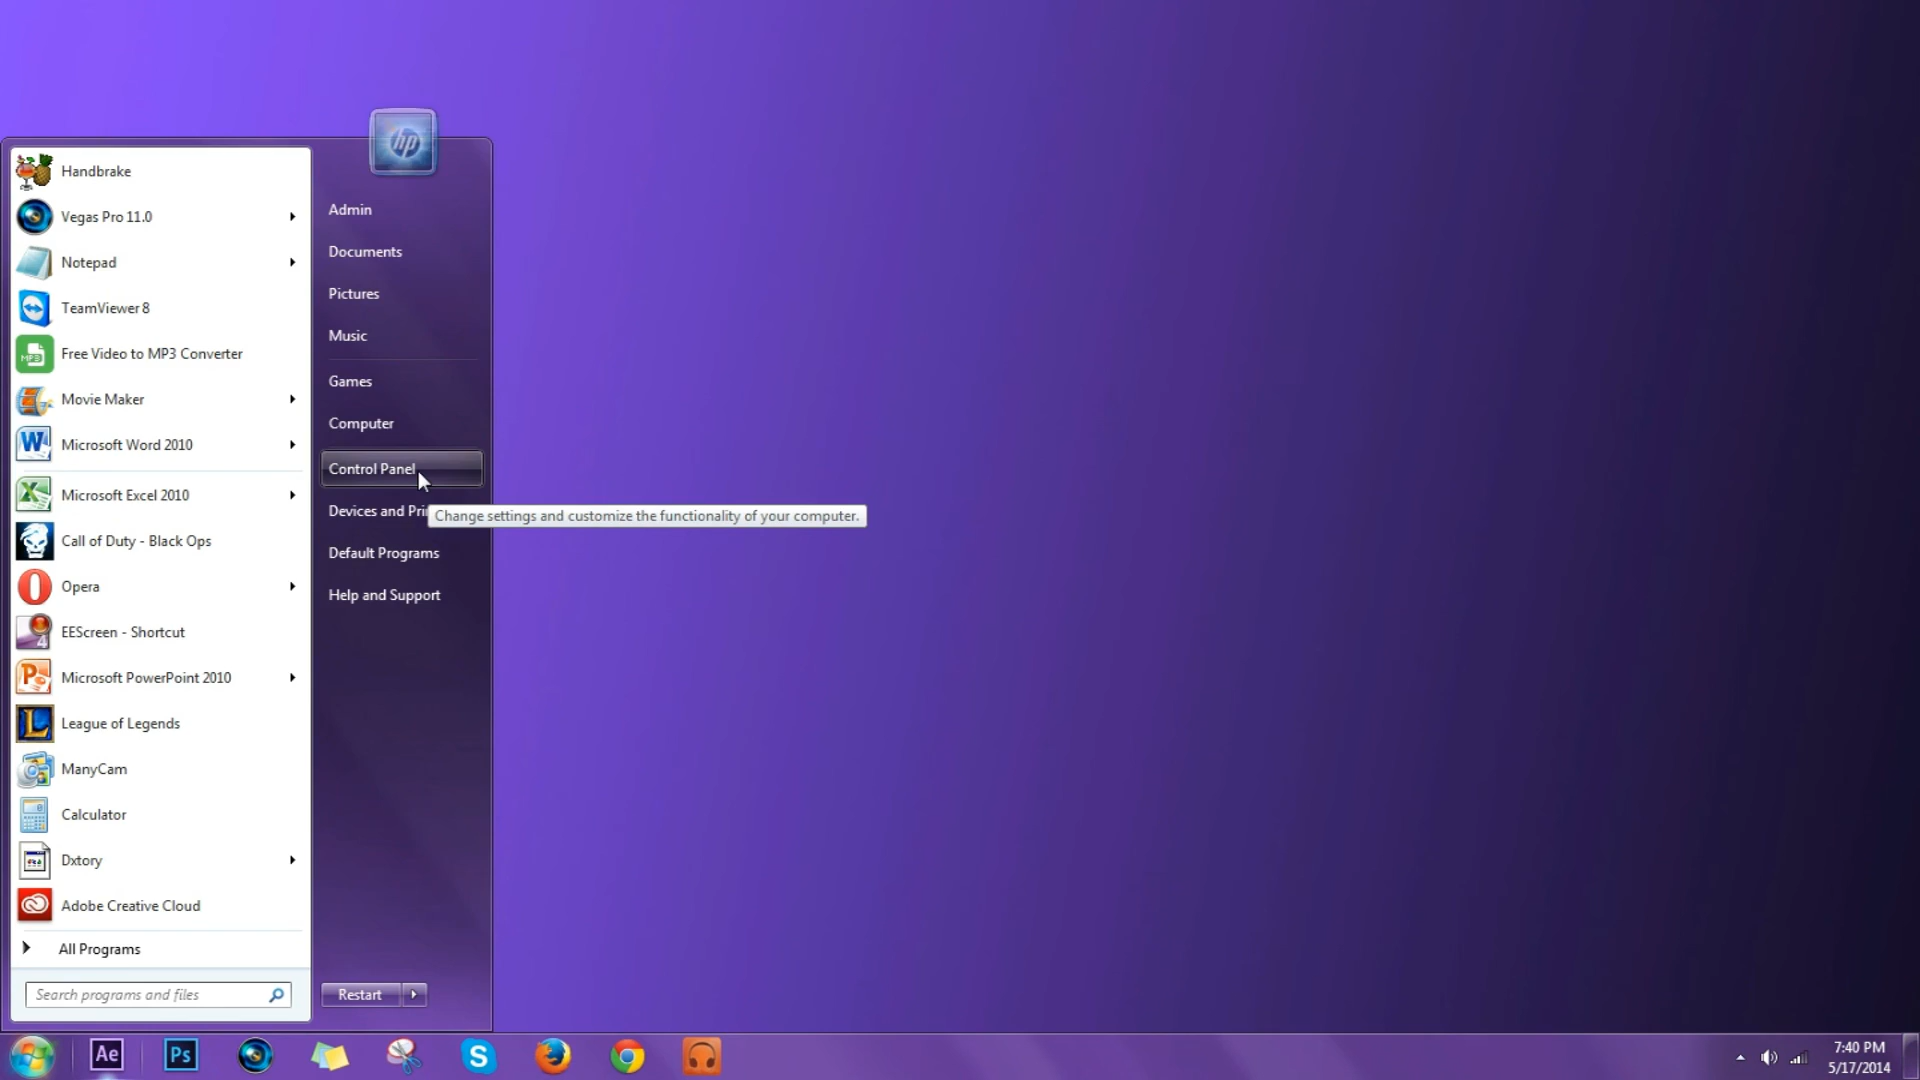 hp
Handbrake
Vegas Pro 11.0
Notepad
TeamViewer 8
MP3
Free Video to MP3 Converter
Movie Maker
Microsoft Word 2010
Microsoft Excel 2010
Call of Duty - Black Ops
Opera
EEScreen - Shortcut
Microsoft PowerPoint 2010
League of Legends
ManyCam
Calculator
Dxtory
Adobe Creative Cloud
All Programs
Search programs and files
Admin
Documents
Pictures
Music
Games
Computer
Control Panel
Devices and Pri
Change settings and customize the functionality of your computer.
Default Programs
Help and Support
Restart
Ae
Ps
7:40 PM
5/17/2014